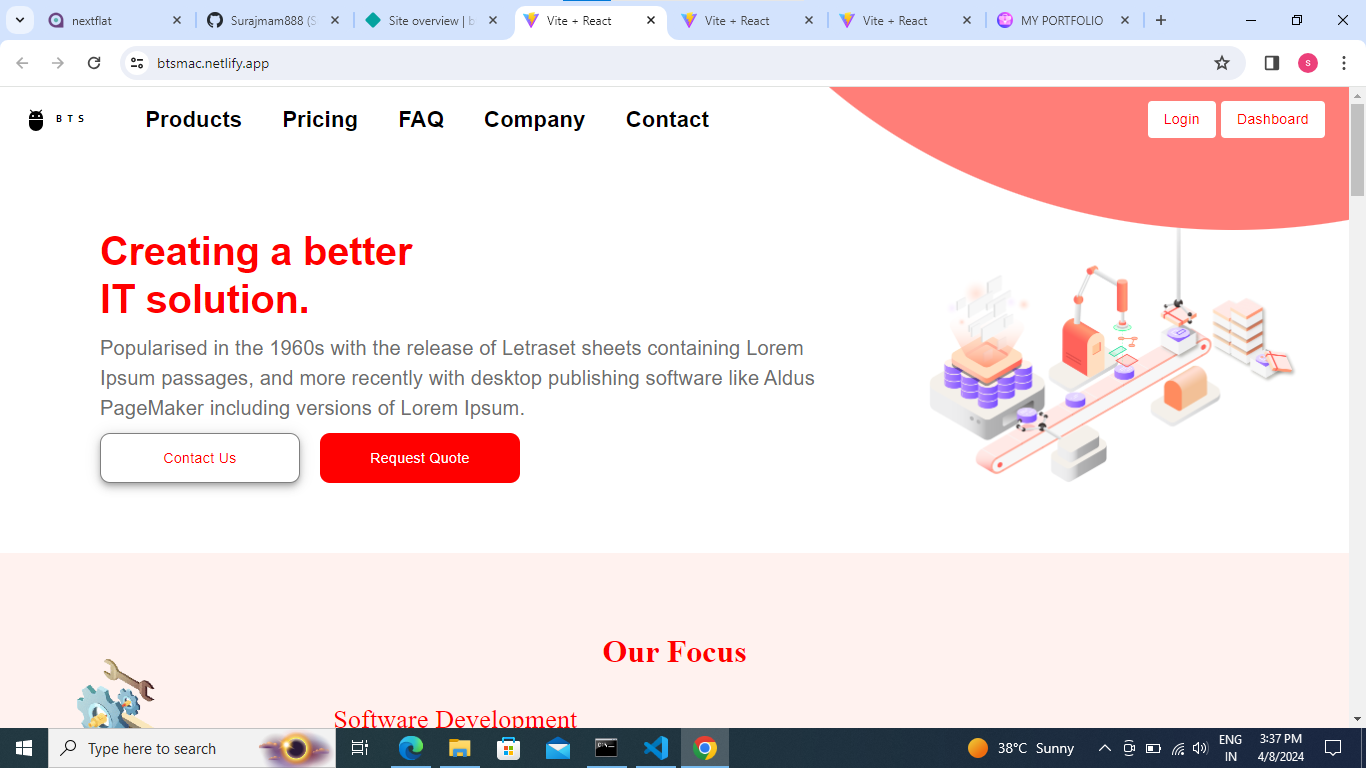 nextflat
Surajmam888 (S
Site overview | b
Vite + React
Vite + React
Vite + React
MY PORTFOLIO
btsmac.netlify.app
S
BTS
Products
Pricing
FAQ
Company
Contact
Login
Dashboard
Creating a better
IT solution.
Popularised in the 1960s with the release of Letraset sheets containing Lorem
Ipsum passages, and more recently with desktop publishing software like Aldus
PageMaker including versions of Lorem Ipsum.
Contact Us
Request Quote
Our Focus
Software Development
Type here to search
38°C Sunny
ENG
IN
3:37 PM
4/8/2024